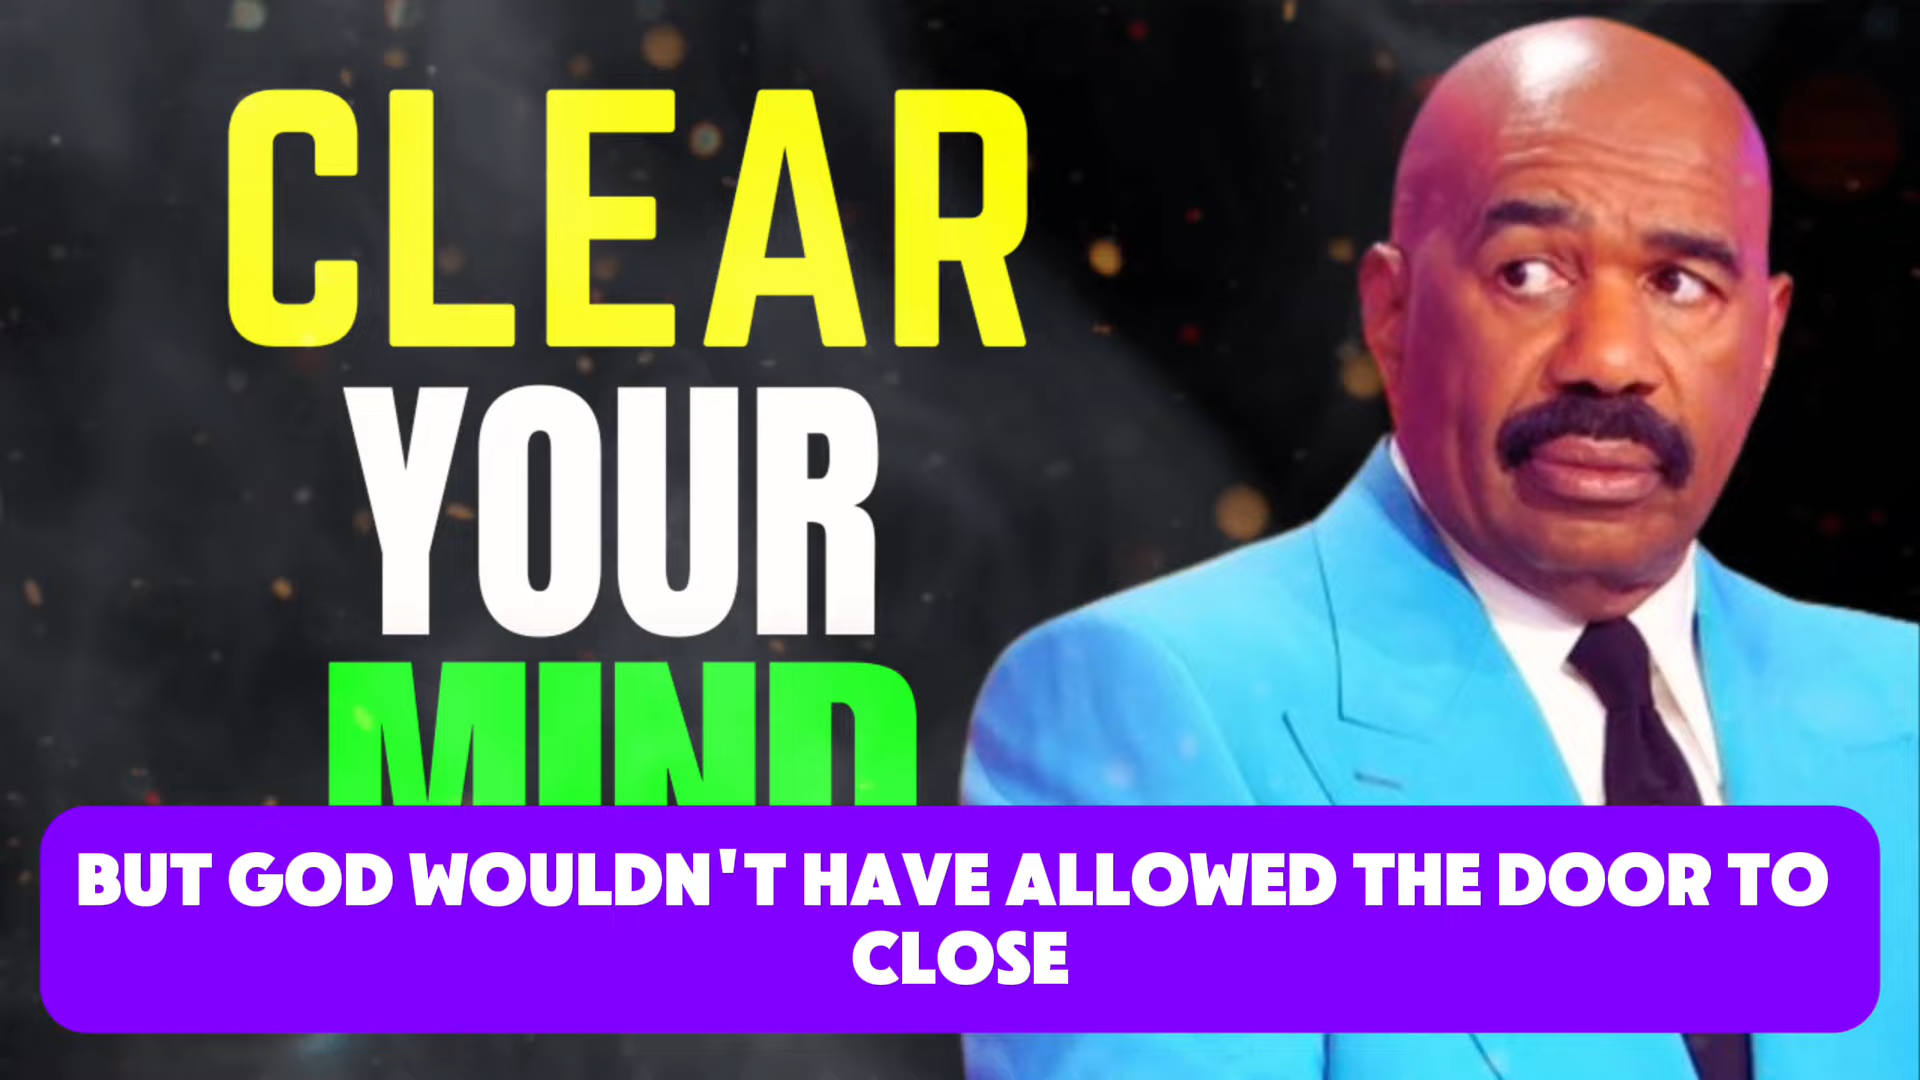 CLEAR
YOUR
MIND
BUT GOD WOULDN'T HAVE ALLOWED THE DOOR TO
CLOSE